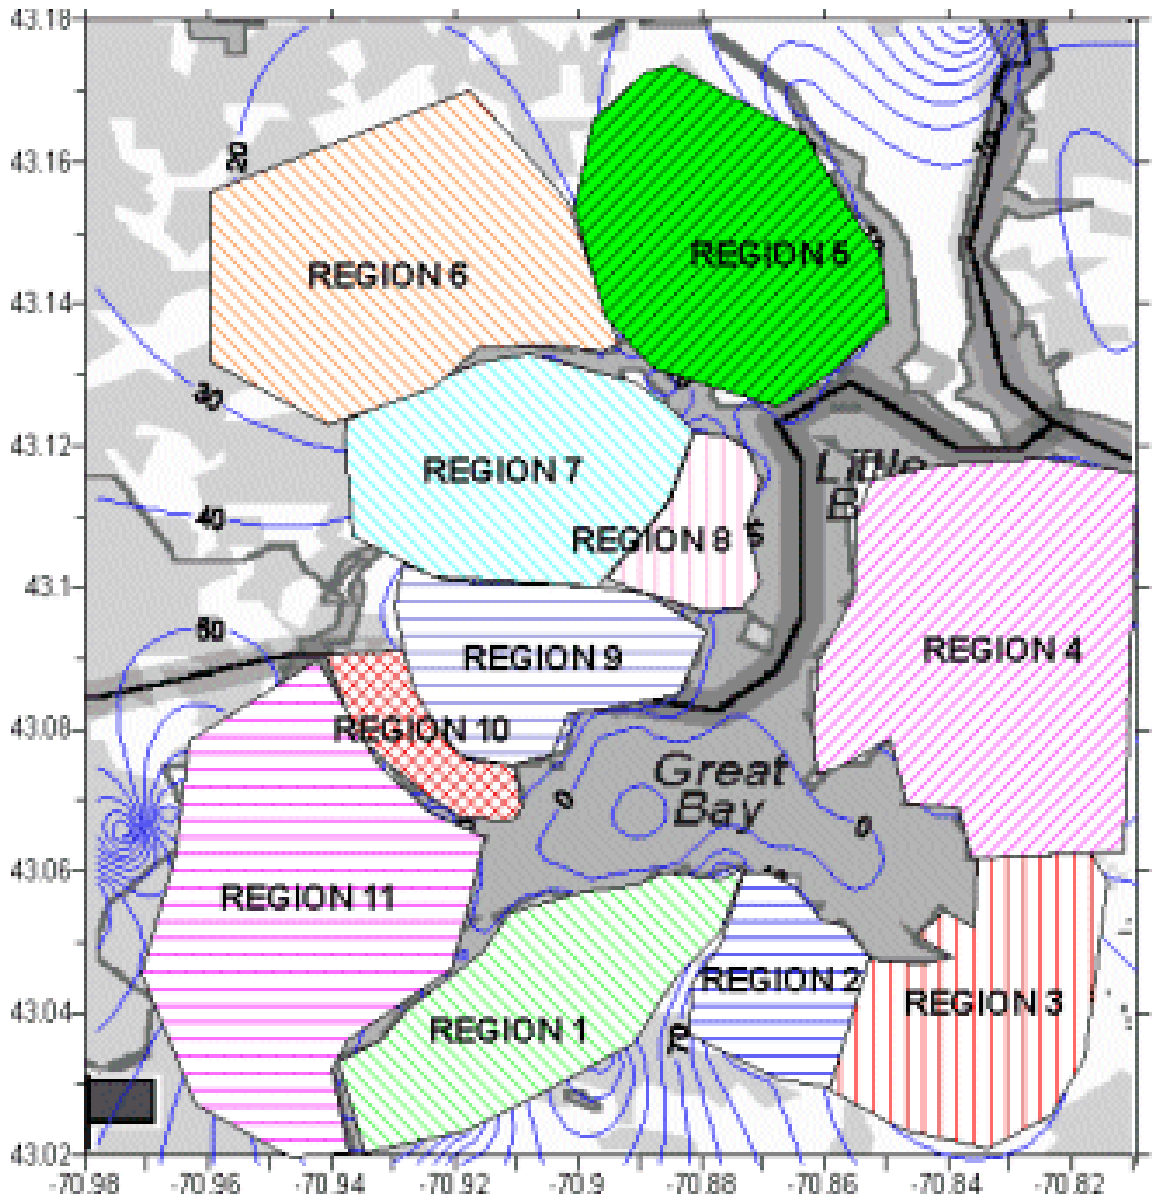 43.18
20
43.16
REGION 5
REGION 6
43.14
30
43.12
Little
REGION 7
40
REGION 8
43.1
50
REGION 9
REGION 4
43.08
REGION 10
Great
Bay
0
0
43.06
REGION 11
REGION 2
REGION 3
43.04
REGION 1
70
43.02
-70.98 -70.96 -70.94 -70.92 -70.9 -70.88 -70.86 -70.84 -70.82